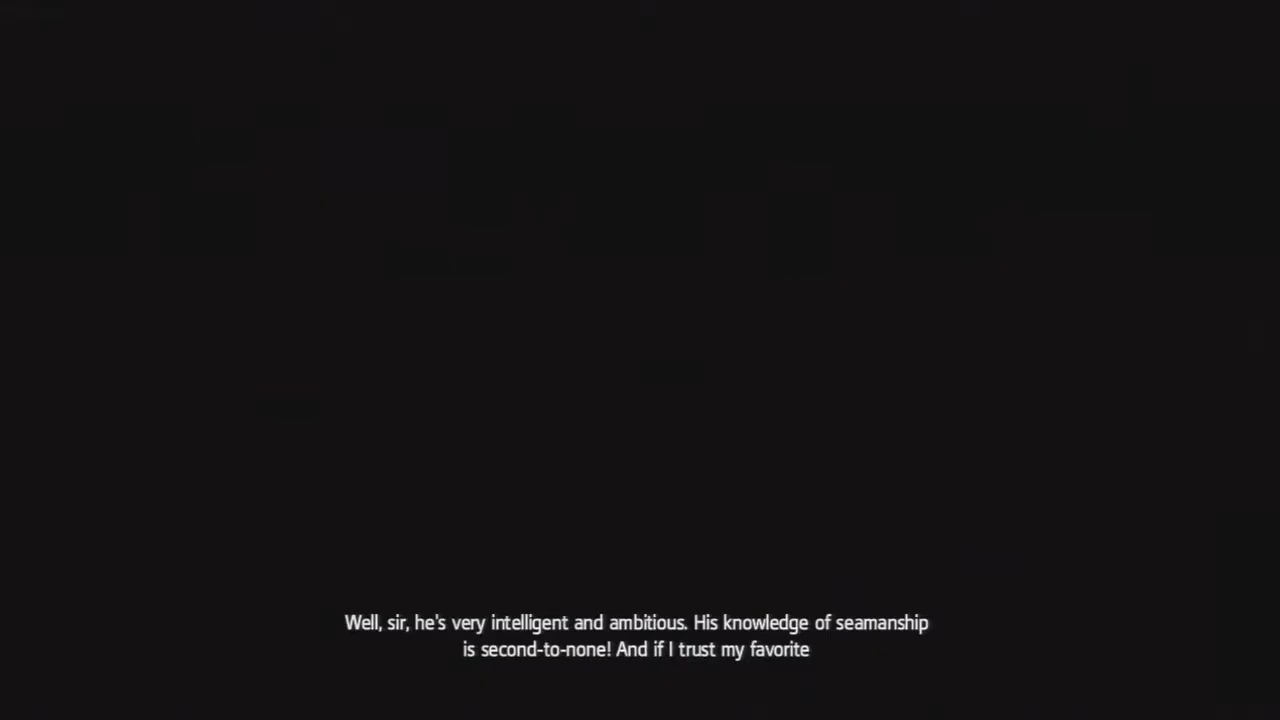 Well, sir, he's very intelligent and ambitious. His knowledge of seamanship
is second-to-none! And if I trust my favorite